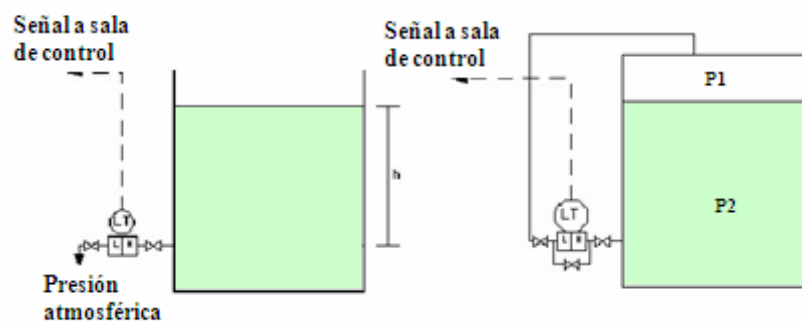 Señal a sala
de control
LT
L H
h
Presión
atmosférica
Señal a sala
de control
P1
LT
L H
P2